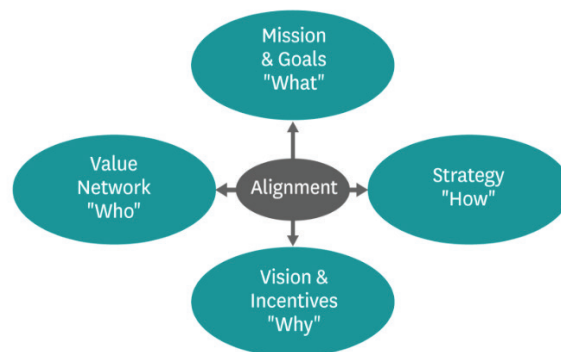 Mission
& Goals
"What"
Value
Network
"Who"
Alignment
Strategy
"How"
Vision &
Incentives
"Why"